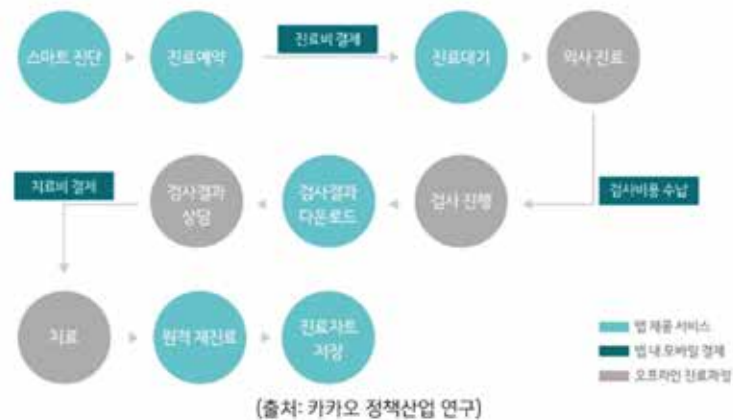 스마트 진단
진료예약
진료비 결제
진료대기
의사 진료
치료비 결제
검사결과
상담
검사결과
다운로드
검사 진행
검사비용 수납
치료
원격 재진료
진료차트
저장
앱 제공 서비스
앱 내 모바일 결제
오프라인 진료과정
(출처: 카카오 정책산업 연구)